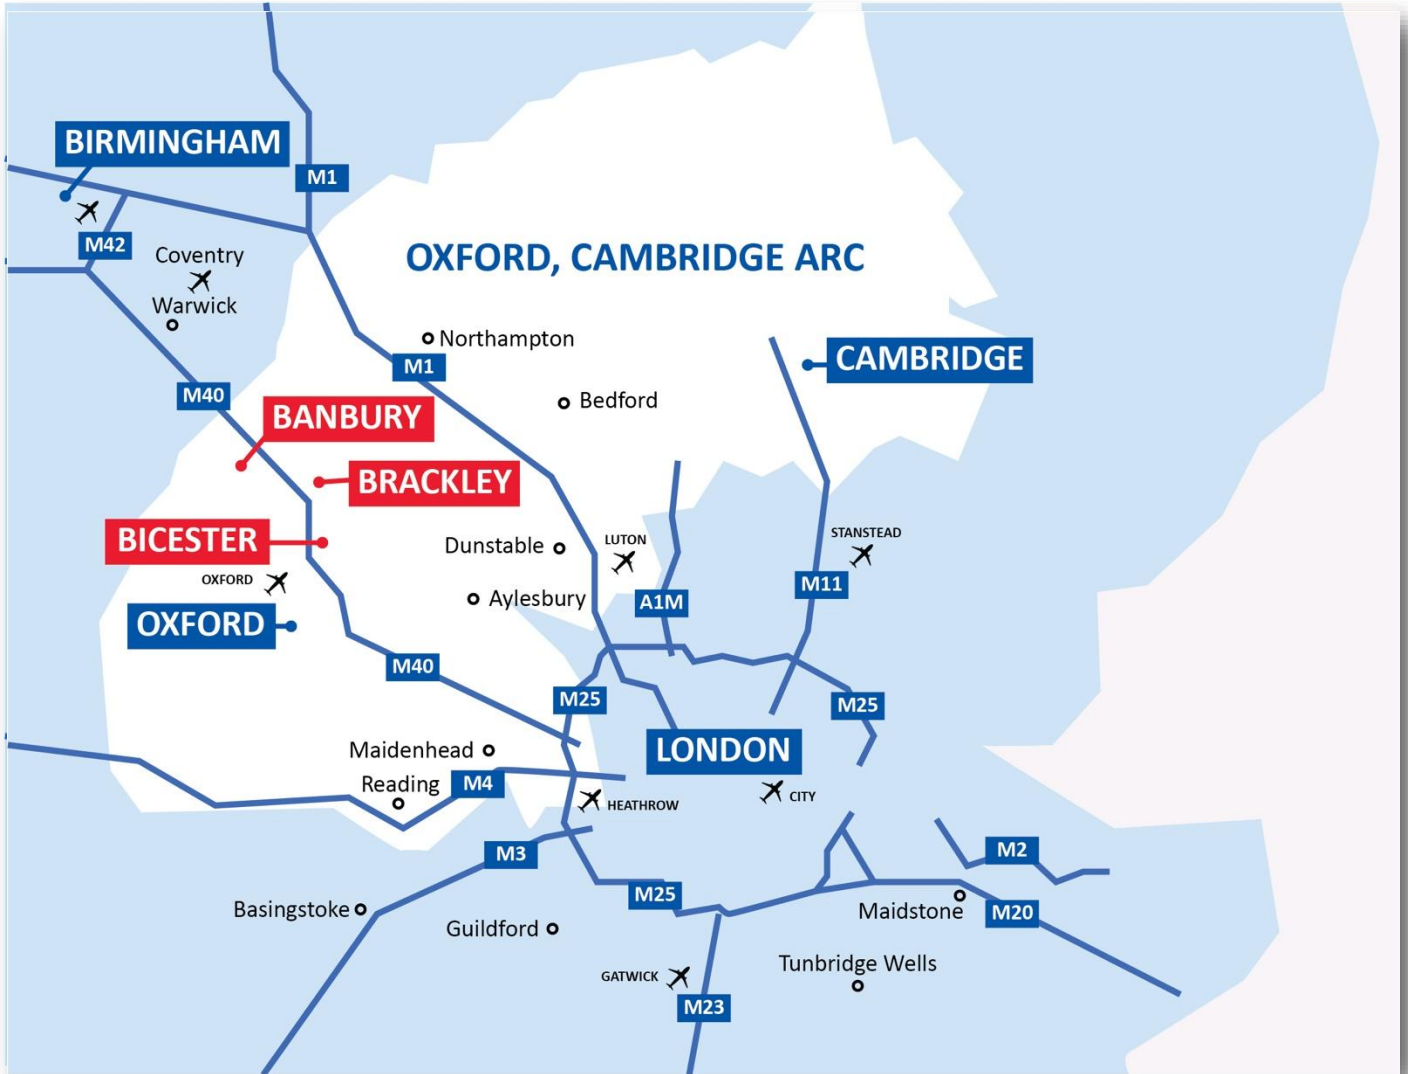 BIRMINGHAM
M1
M42
Coventry
OXFORD, CAMBRIDGE ARC
Warwick
Northampton
CAMBRIDGE
M1
M40
Bedford
BANBURY
BRACKLEY
BICESTER
STANSTEAD
LUTON
Dunstable
OXFORD
M11
Aylesbury
A1M
OXFORD
M40
M25
M25
Maidenhead
LONDON
Reading
M4
CITY
HEATHROW
M2
M3
M25
Basingstoke
Maidstone
M20
Guildford
Tunbridge Wells
GATWICK
M23